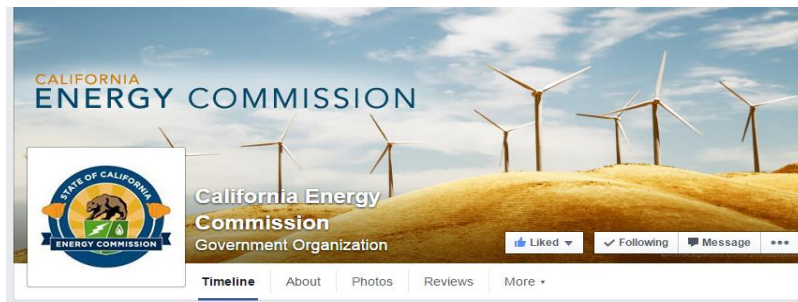 CALIFORNIA
ENERGY COMMISSION
STATE OF CALIFORNIA
ENERGY COMMISSION
California Energy
Commission
Government Organization
Liked
Following
Message
Timeline
About
Photos
Reviews
More